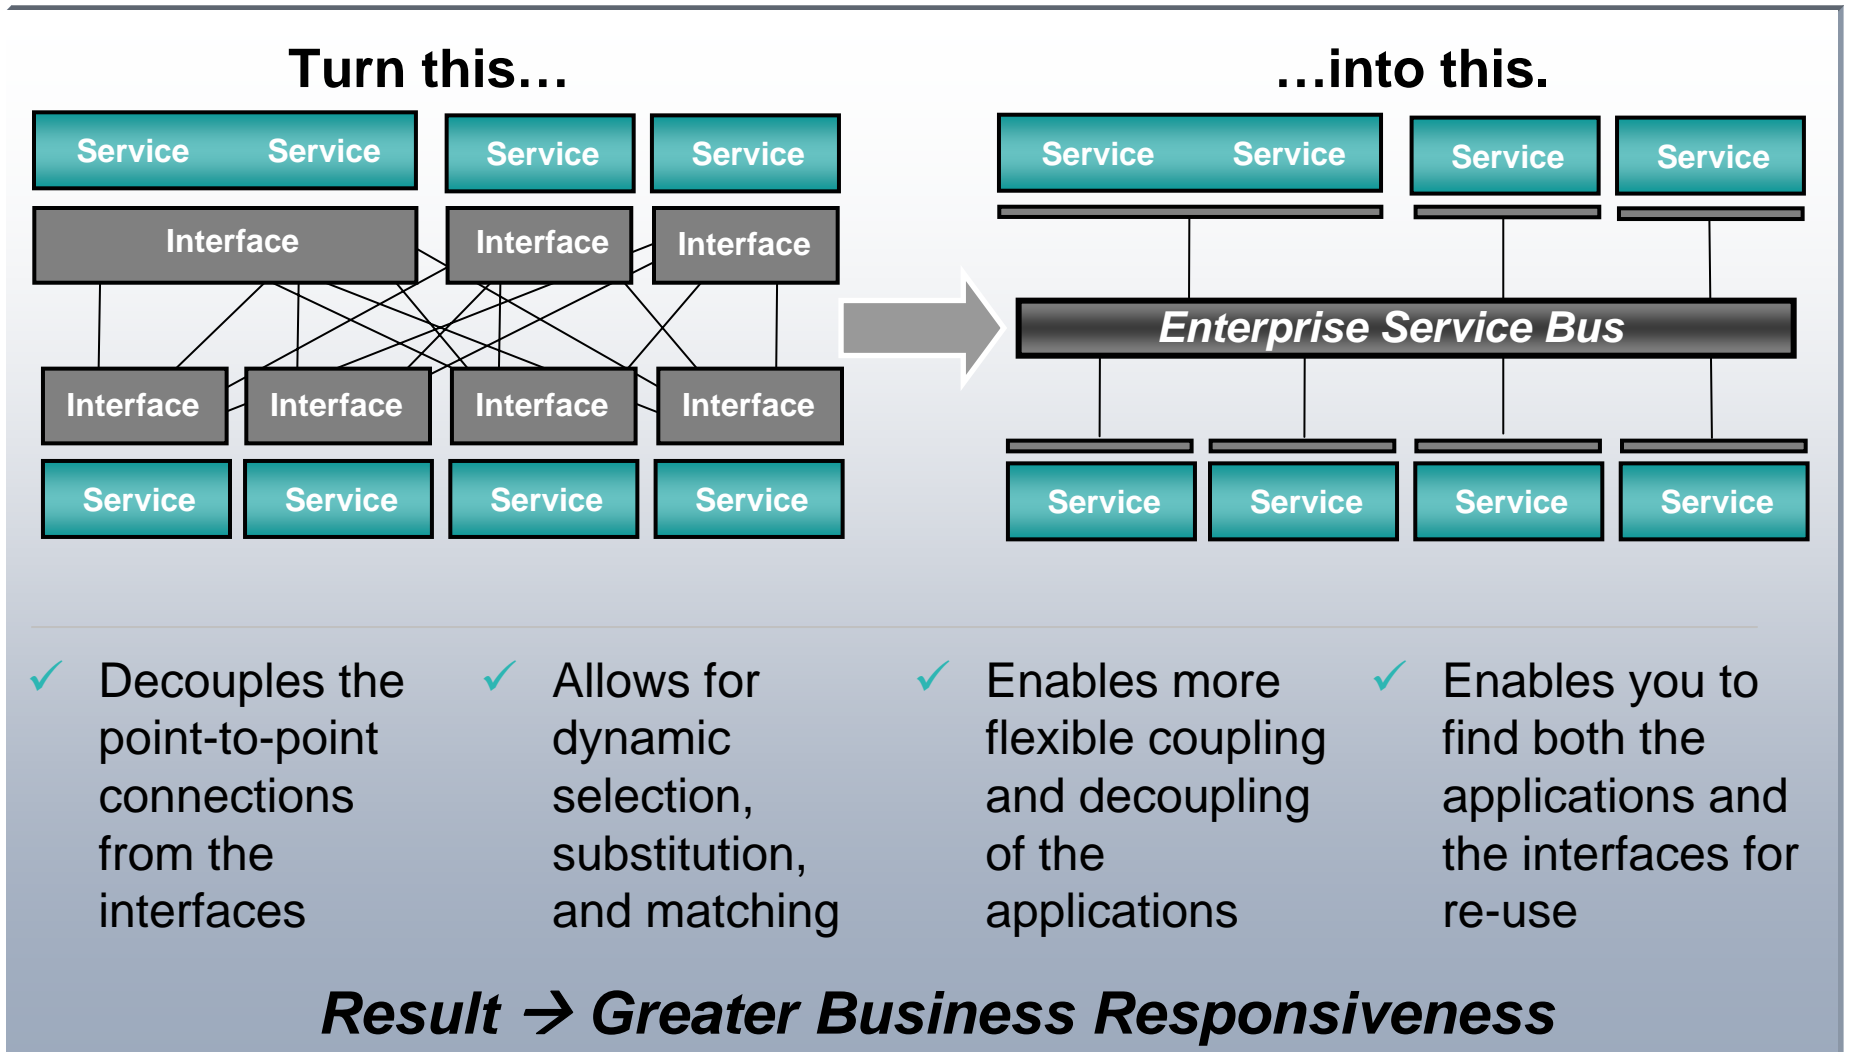 Turn this…
…into this.
Service Service Service Service
Interface Interface Interface
Interface Interface Interface Interface
Service Service Service Service
Service Service Service Service
Enterprise Service Bus
Service Service Service Service
✓ Decouples the
point-to-point
connections
from the
interfaces
✓ Allows for
dynamic
selection,
substitution,
and matching
✓ Enables more
flexible coupling
and decoupling
of the
applications
✓ Enables you to
find both the
applications and
the interfaces for
re-use
Result → Greater Business Responsiveness